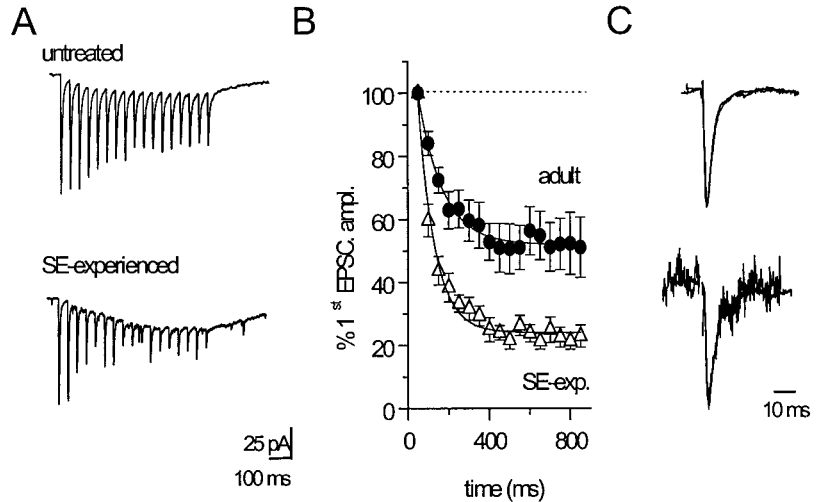 A
untreated
SE-experienced
25 pA
100 ms
B
% 1st EPSC. ampl.
100
80
60
40
20
0
adult
SE-exp.
0 400 800
time (ms)
C
10 ms